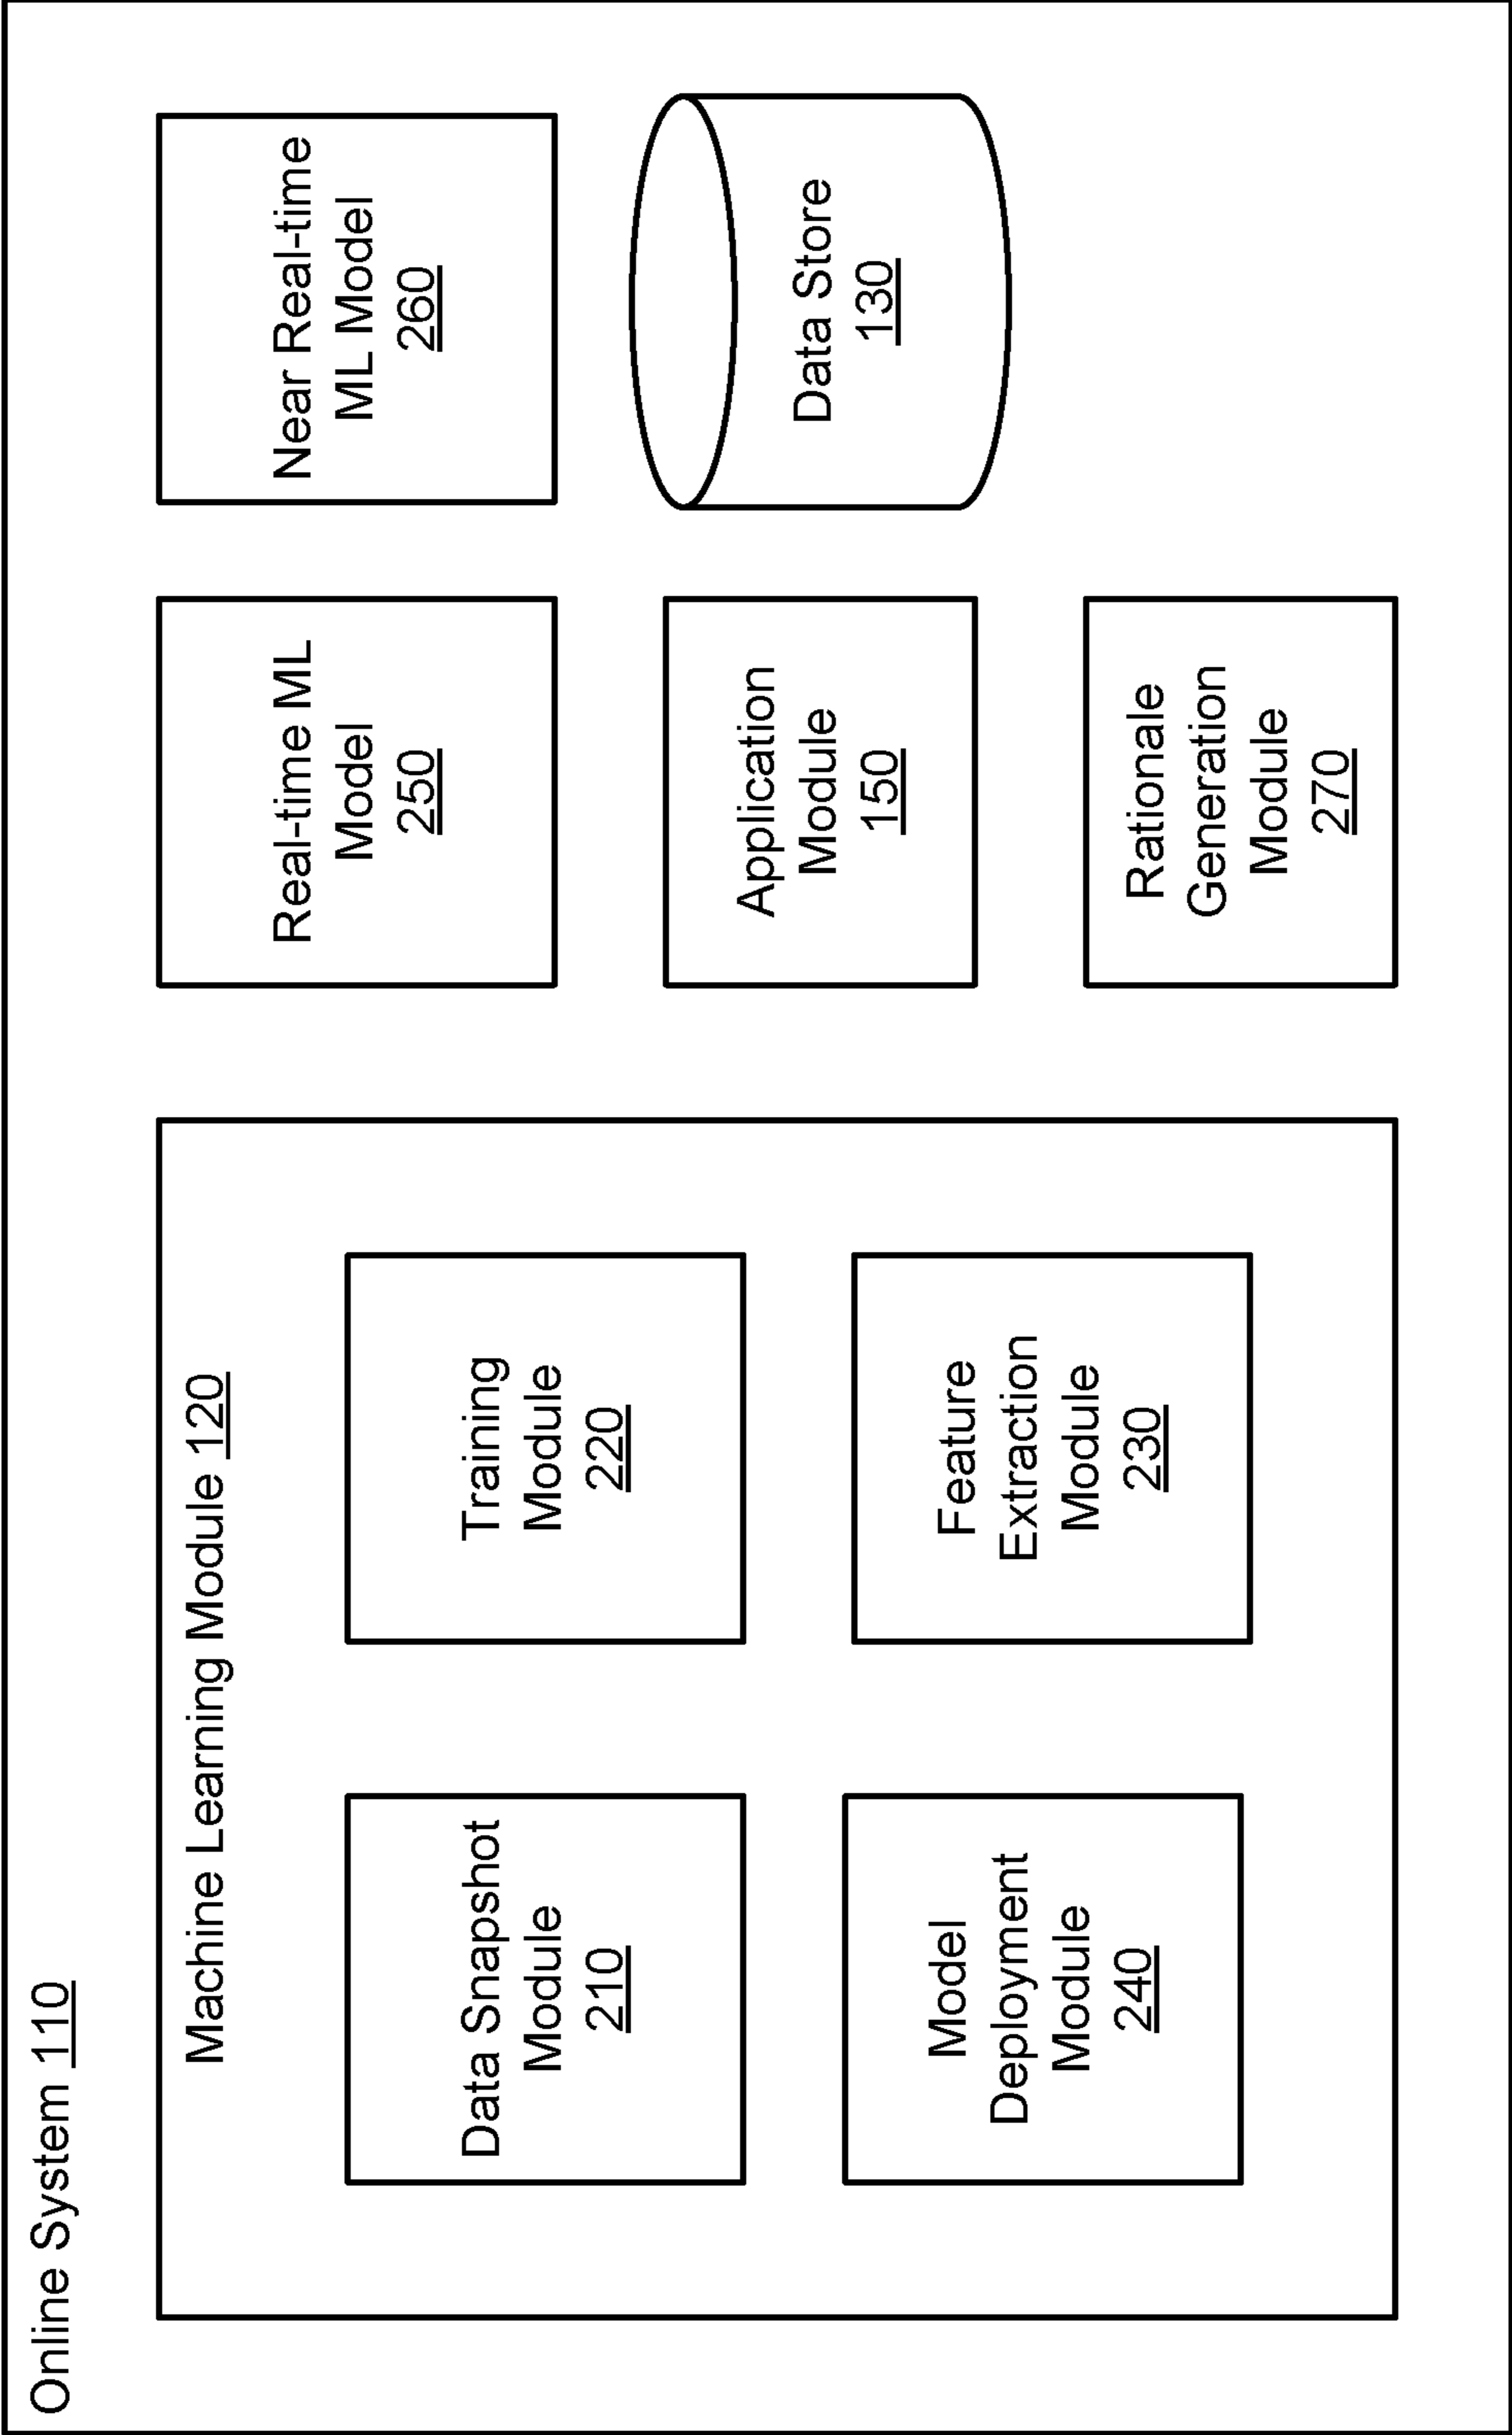 Online System 110
Machine Learning Module 120
Data Snapshot
Module
210
Training
Module
220
Model
Deployment
Module
240
Feature
Extraction
Module
230
Real-time ML
Model
250
Near Real-time
ML Model
260
Application
Module
150
Data Store
130
Rationale
Generation
Module
270